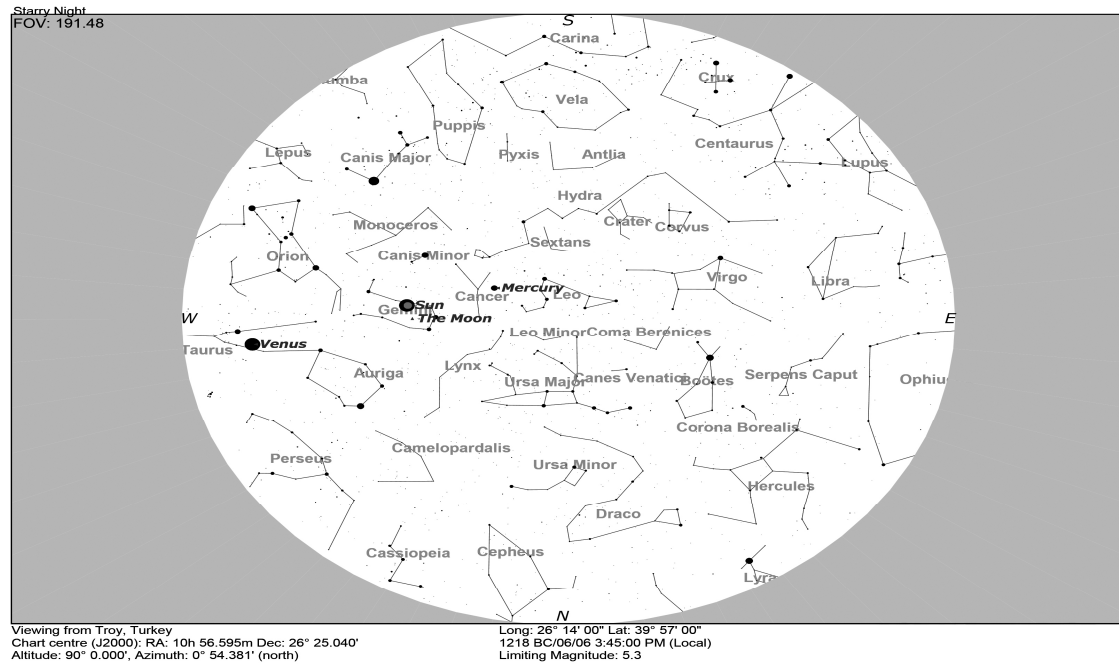 Starry Night
FOV: 191.48
S
Carina
Crux
Vela
Puppis
Centaurus
Lepus
Canis Major
Pyxis
Antlia
Lupus
Hydra
Monoceros
Crater
Corvus
Sextans
Orion
Canis Minor
Virgo
Libra
Mercury
Cancer
Leo
Sun
The Moon
W
E
Leo Minor
Coma Berenices
Venus
Taurus
Lynx
Auriga
Ursa Major
Canes Venatici
Boötes
Serpens Caput
Corona Borealis
Camelopardalis
Perseus
Ursa Minor
Hercules
Draco
Cassiopeia
Cepheus
Lyra
N
Viewing from Troy, Turkey
Chart centre (J2000): RA: 10h 56.595m Dec: 26° 25.040'
Altitude: 90° 0.000', Azimuth: 0° 54.381' (north)
Long: 26° 14' 00" Lat: 39° 57' 00"
1218 BC/06/06 3:45:00 PM (Local)
Limiting Magnitude: 5.3